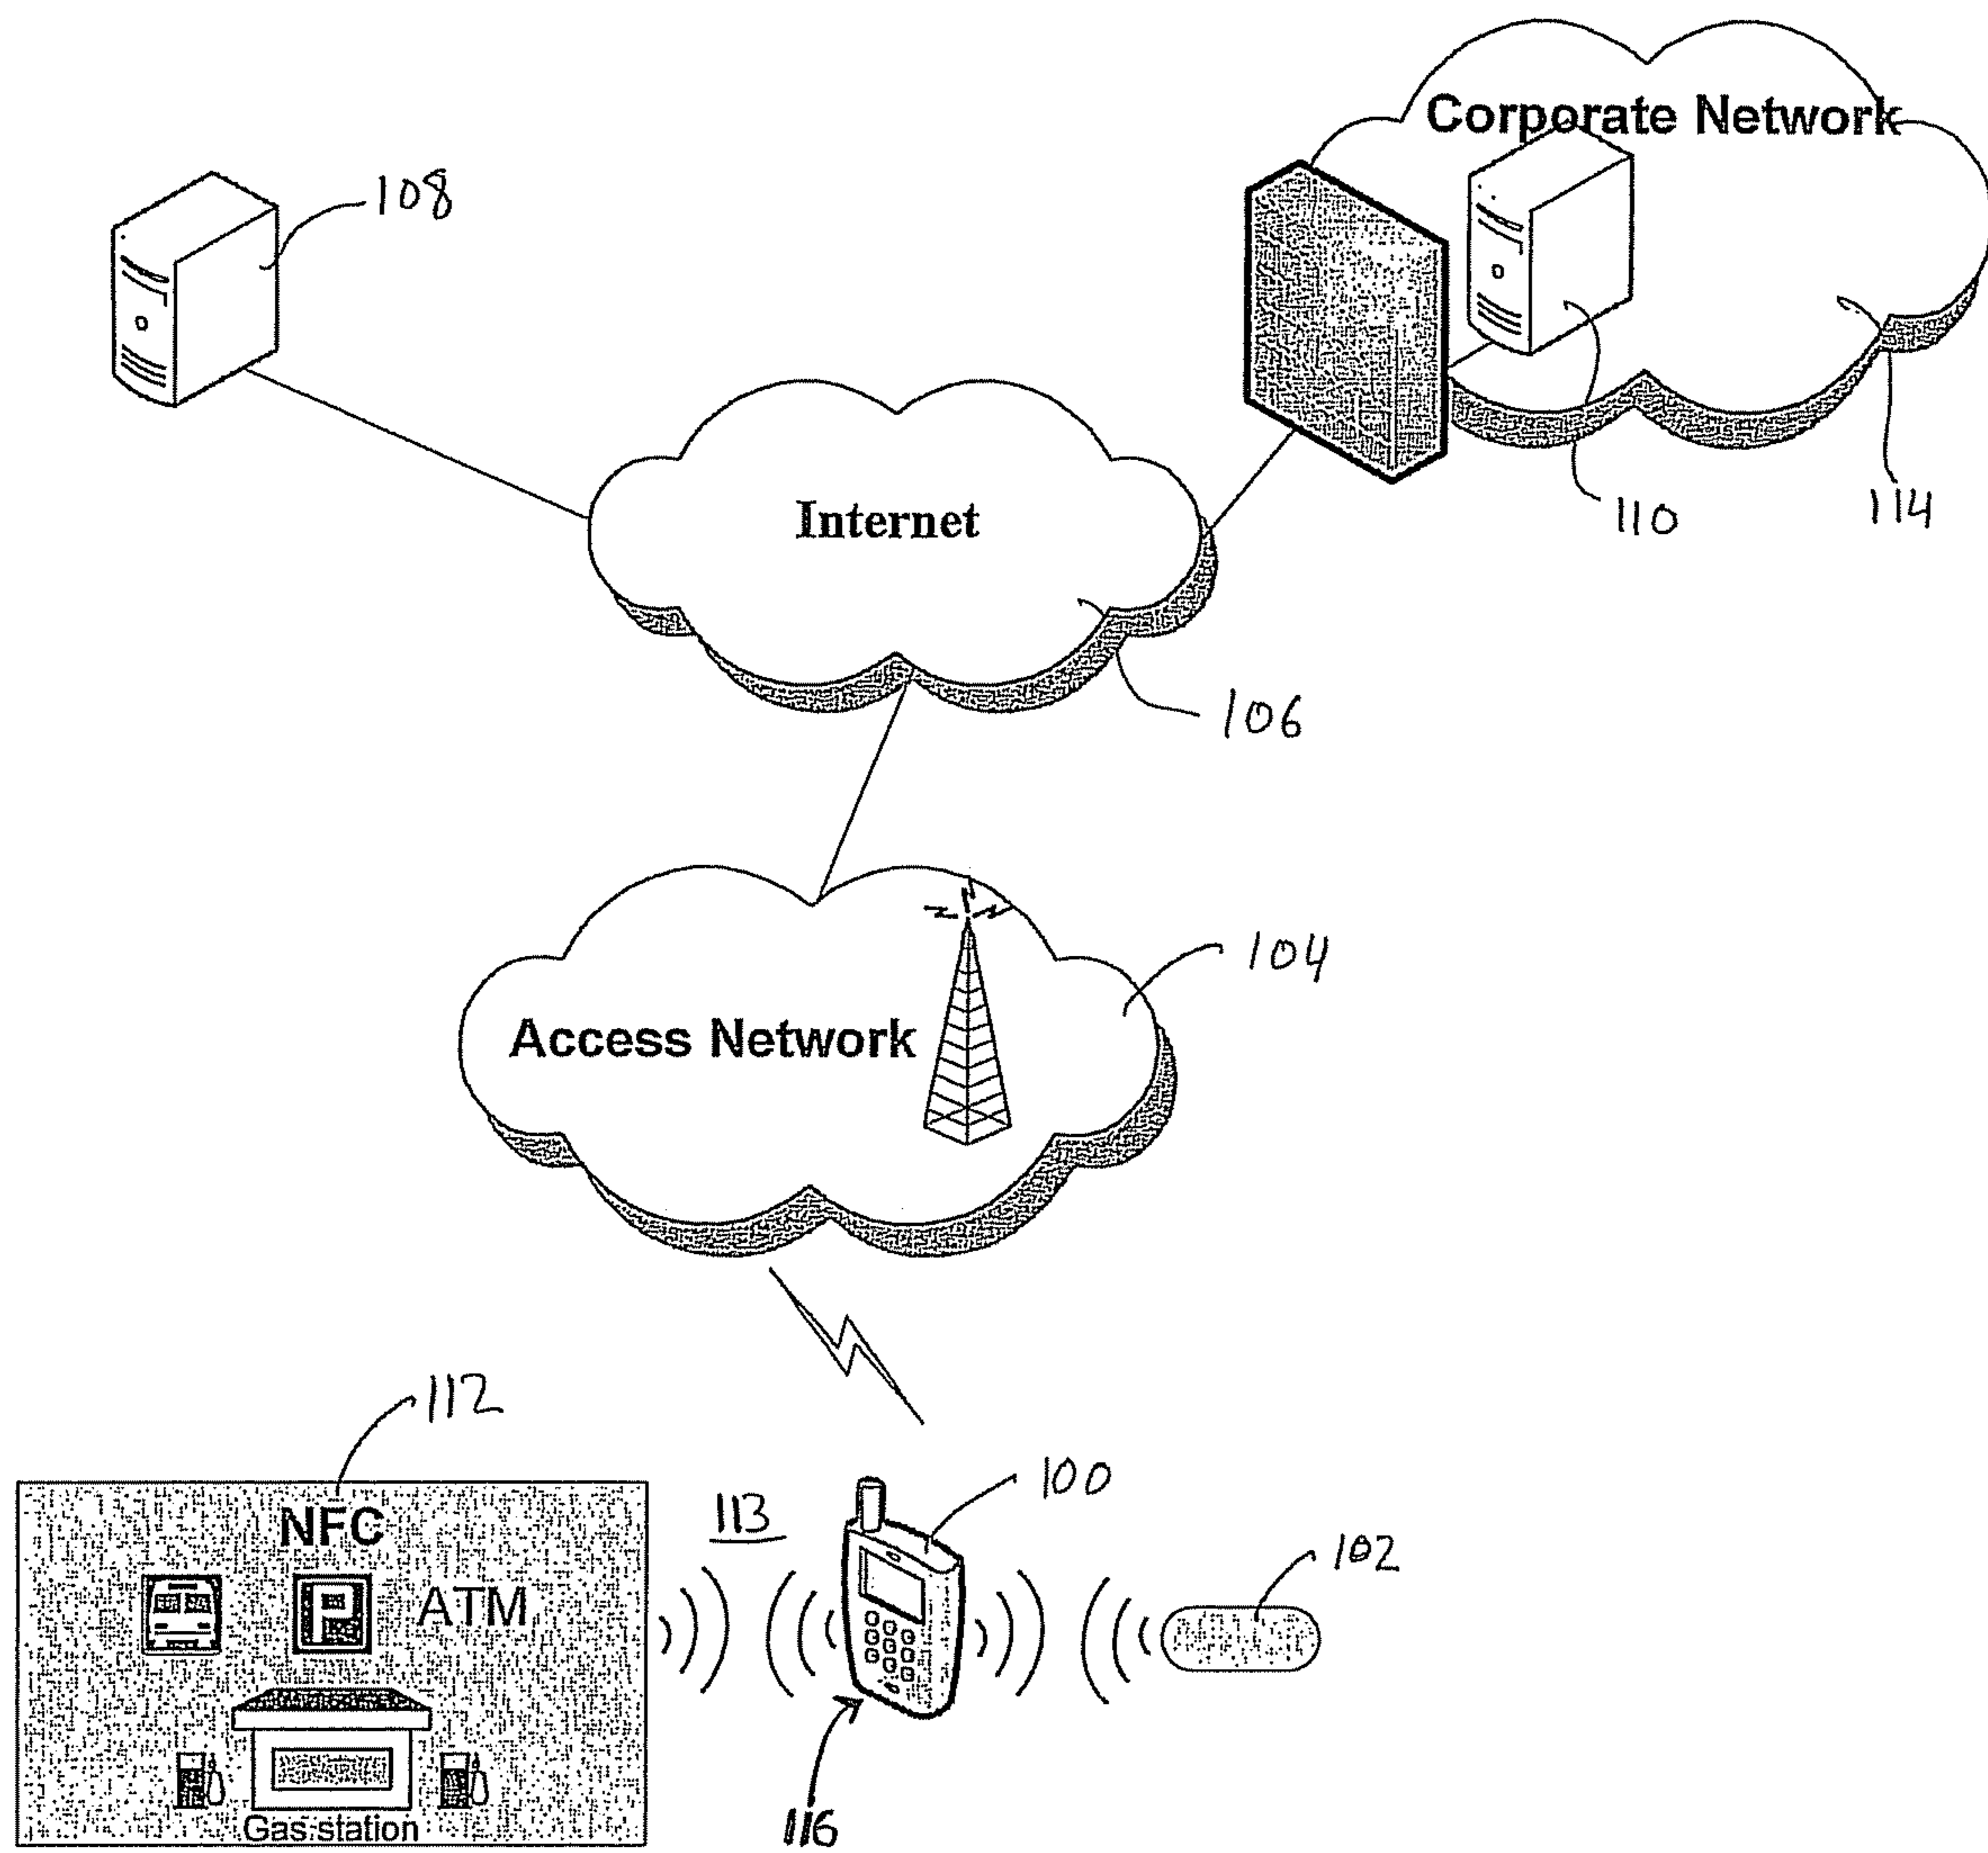 Corporate Network
108
110
114
Internet
106
104
Access Network
112
NFC
113
100
102
P
ATM
Gas station
116